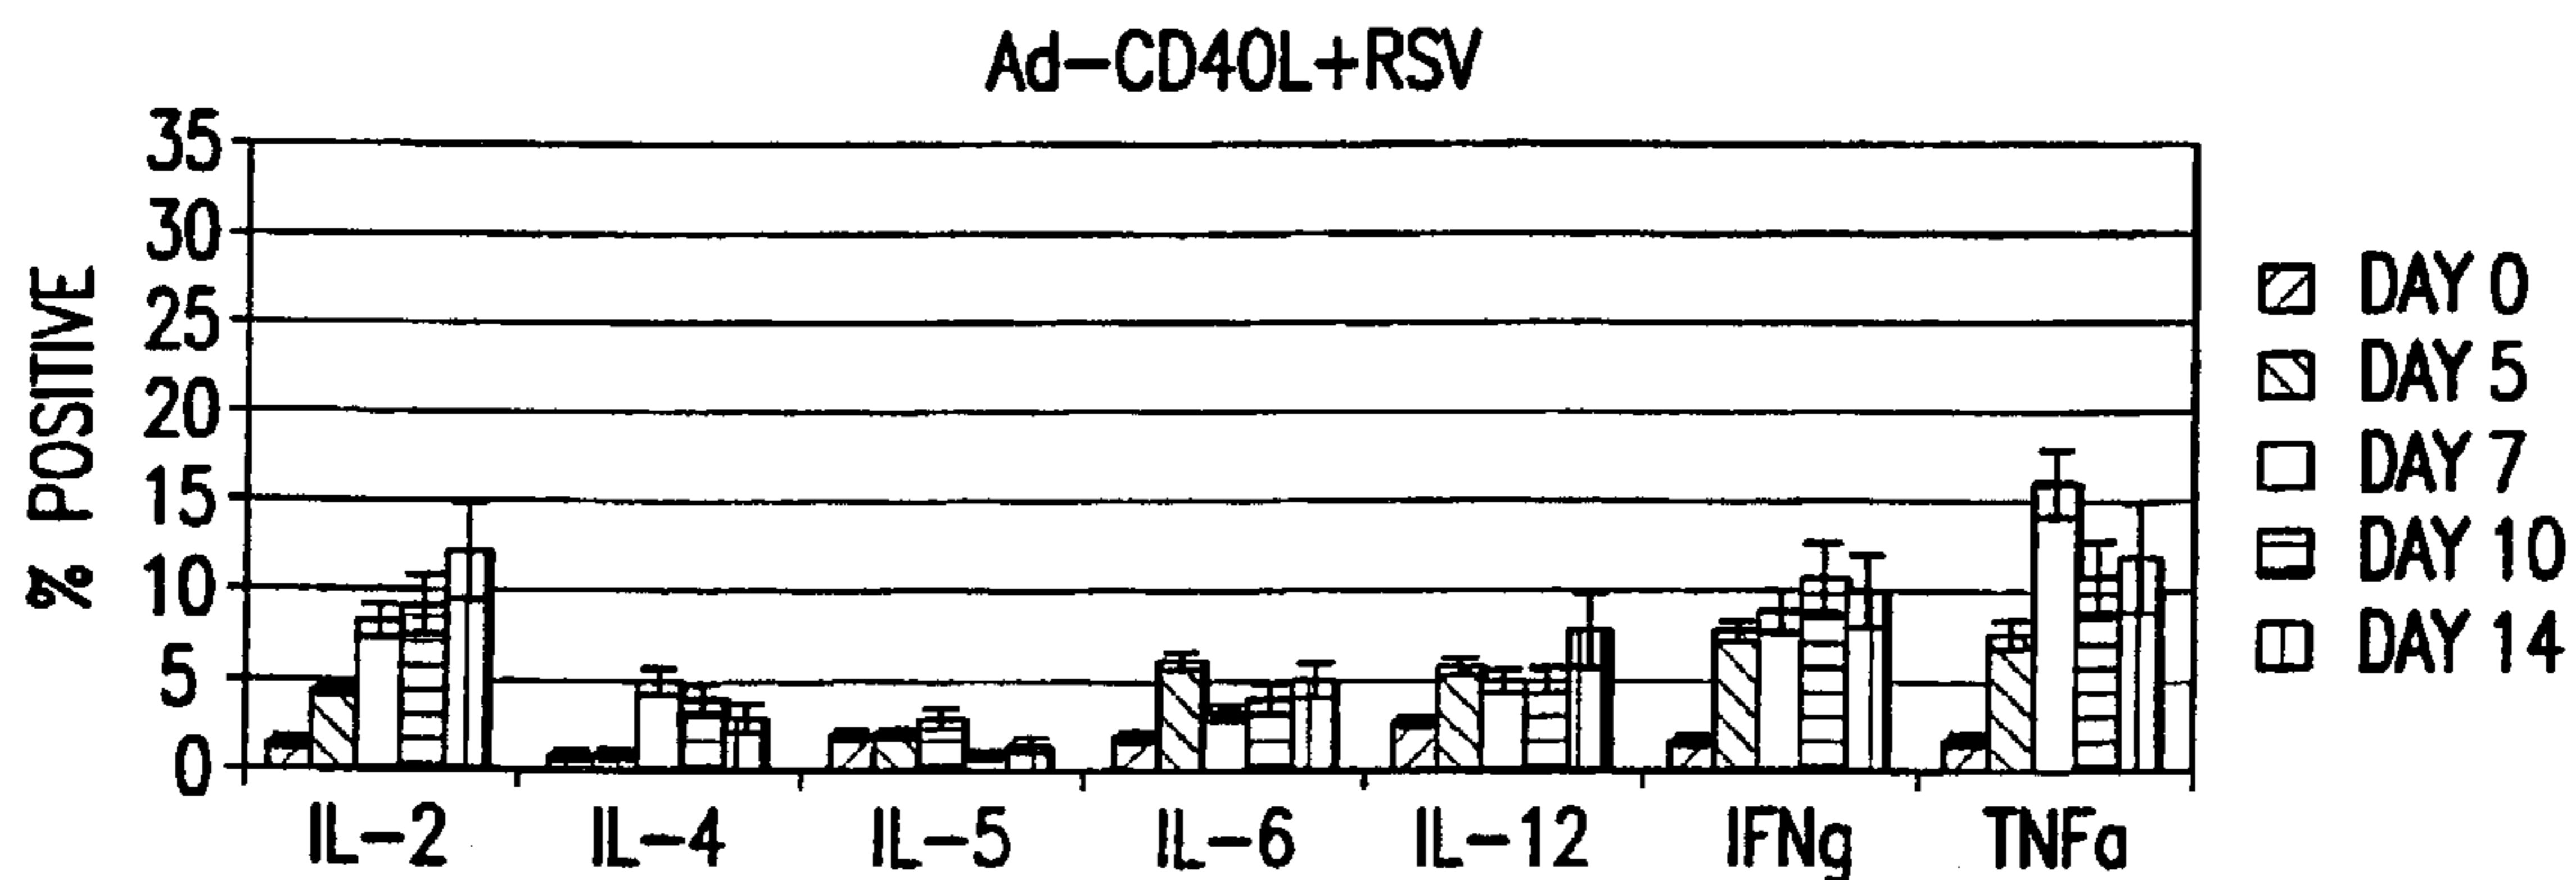 Ad-CD40L+RSV
% POSITIVE
35
30
25
20
15
10
5
0
IL-2 IL-4 IL-5 IL-6 IL-12 IFNg TNFa
DAY 0
DAY 5
DAY 7
DAY 10
DAY 14